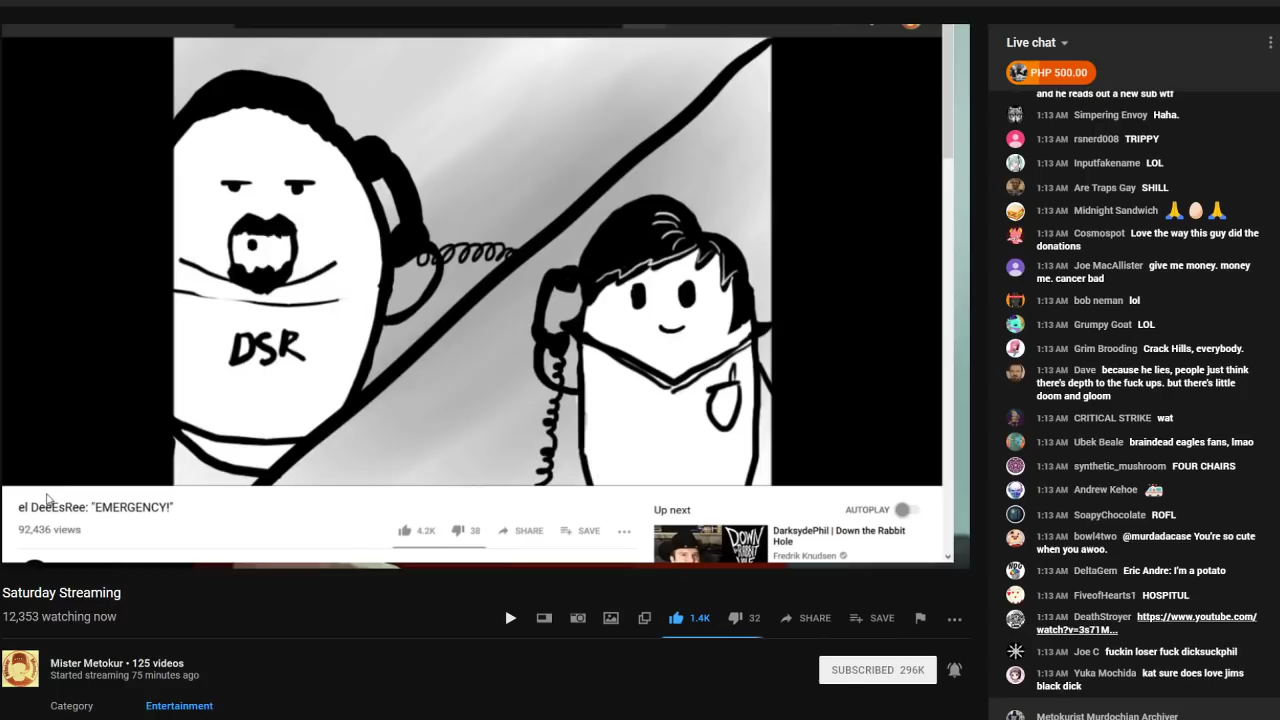 DSR
el DeeEsRee: "EMERGENCY!"
92,436 views
4.2K
38
SHARE
SAVE
Up next
AUTOPLAY
DarksydePhil | Down the Rabbit
Hole
Fredrik Knudsen
Saturday Streaming
12,353 watching now
1.4K
32
SHARE
SAVE
Mister Metokur • 125 videos
Started streaming 75 minutes ago
SUBSCRIBED 296K
Category
Entertainment
Live chat
PHP 500.00
and he reads out a new sub wtf
1:13 AM Simpering Envoy Haha.
1:13 AM rsnerd008 TRIPPY
1:13 AM Inputfakename LOL
1:13 AM Are Traps Gay SHILL
Midnight Sandwich 🙏🥚🙏
1:13 AM Cosmospot Love the way this guy did the
donations
1:13 AM Joe MacAllister give me money. money
me. cancer bad
1:13 AM bob neman lol
1:13 AM Grumpy Goat LOL
1:13 AM Grim Brooding Crack Hills, everybody.
1:13 AM Dave because he lies, people just think
there's depth to the fuck ups. but there's little
doom and gloom
1:13 AM CRITICAL STRIKE wat
1:13 AM Ubek Beale braindead eagles fans, lmao
1:13 AM synthetic_mushroom FOUR CHAIRS
1:13 AM Andrew Kehoe 🚑
1:13 AM SoapyChocolate ROFL
1:13 AM bowl4two @murdadacase You're so cute
when you awoo.
1:13 AM DeltaGem Eric Andre: I'm a potato
1:13 AM FiveofHearts1 HOSPITUL
1:13 AM DeathStroyer https://www.youtube.com/
watch?v=3s71M...
1:13 AM Joe C fuckin loser fuck dicksuckphil
1:13 AM Yuka Mochida kat sure does love jims
black dick
Metokurist Murdochian Archiver